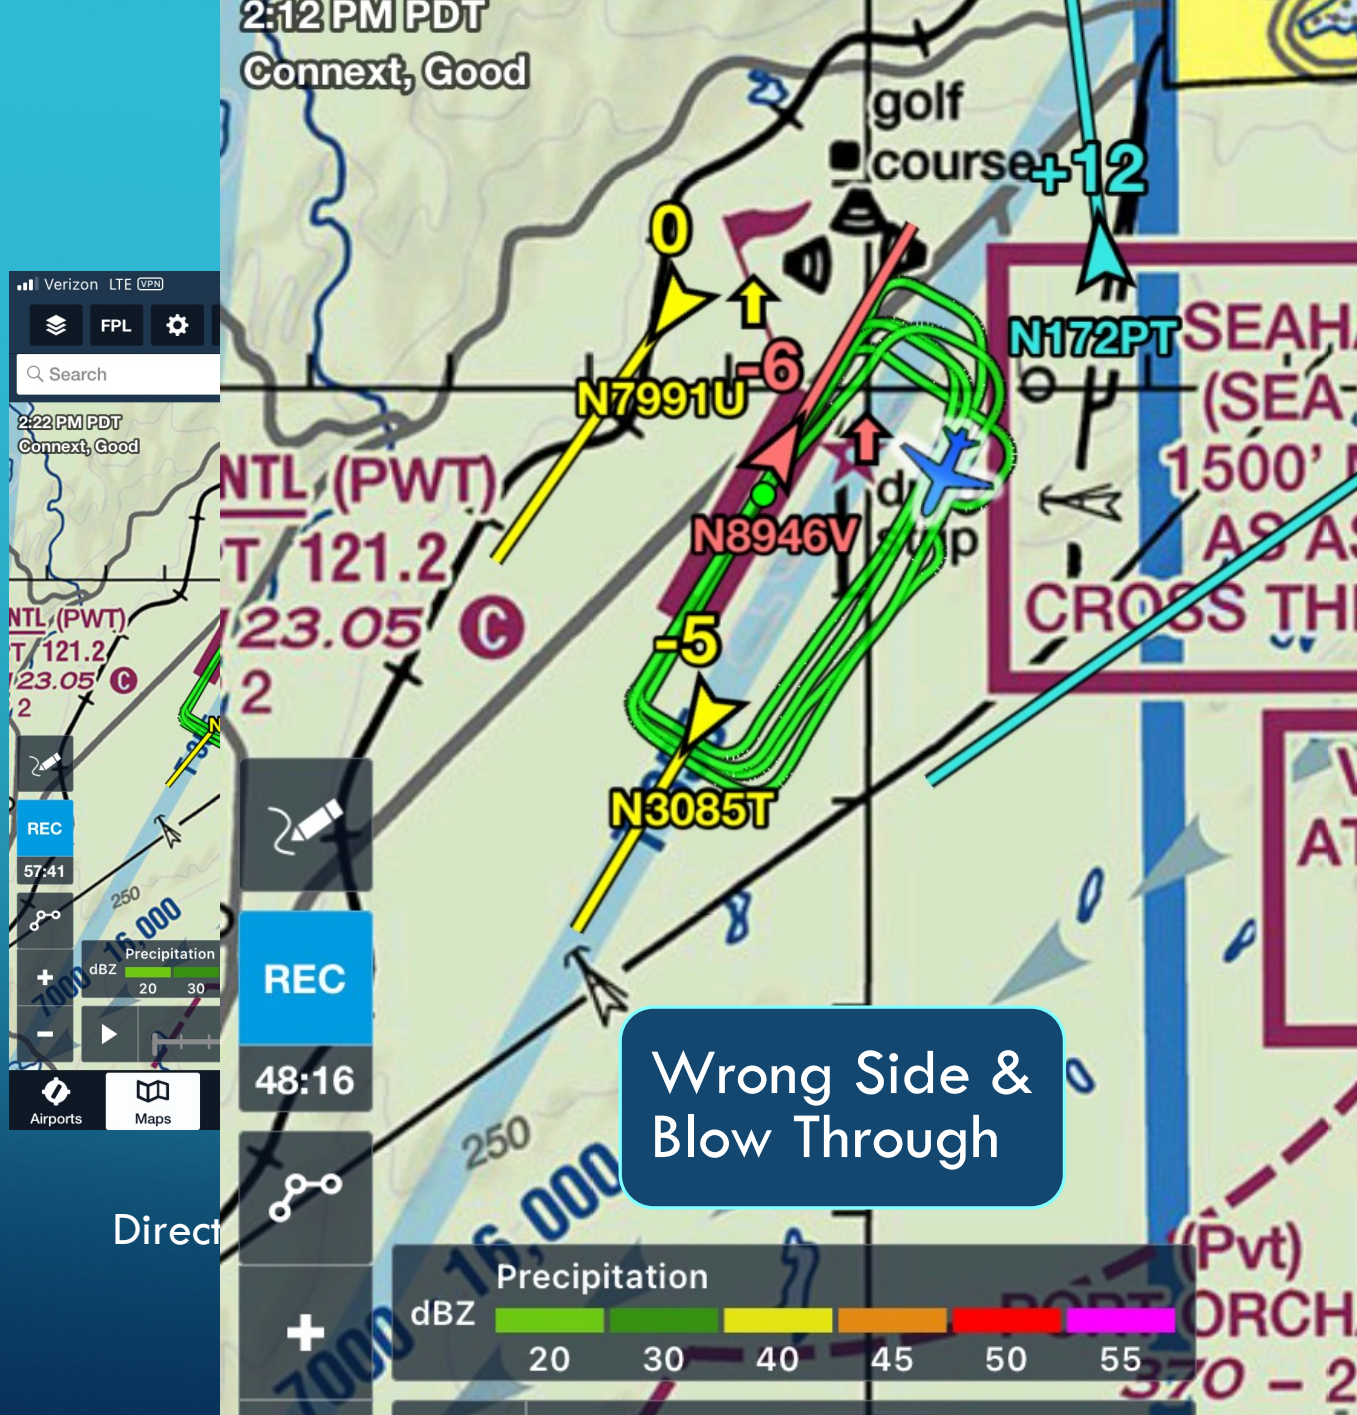 2:12 PM PDT
Connext, Good
golf
course
+12
0
N172PT
SEAH
(SEA
1500'
AS AS
CROSS TH
-6
N7991U
N8946V
strip
-5
N3085T
NTL (PWT)
T 121.2
23.05 C
2
REC
48:16
250
16,000
7000
Wrong Side &
Blow Through
(Pvt)
PORT ORCH
370 – 2
Precipitation
dBZ
20 30 40 45 50 55
Verizon LTE VPN
FPL
Search
2:22 PM PDT
Connext, Good
NTL (PWT)
T 121.2
23.05 C
2
N
REC
57:41
250
16,000
7000
Precipitation
dBZ
20 30
Airports
Maps
Direct